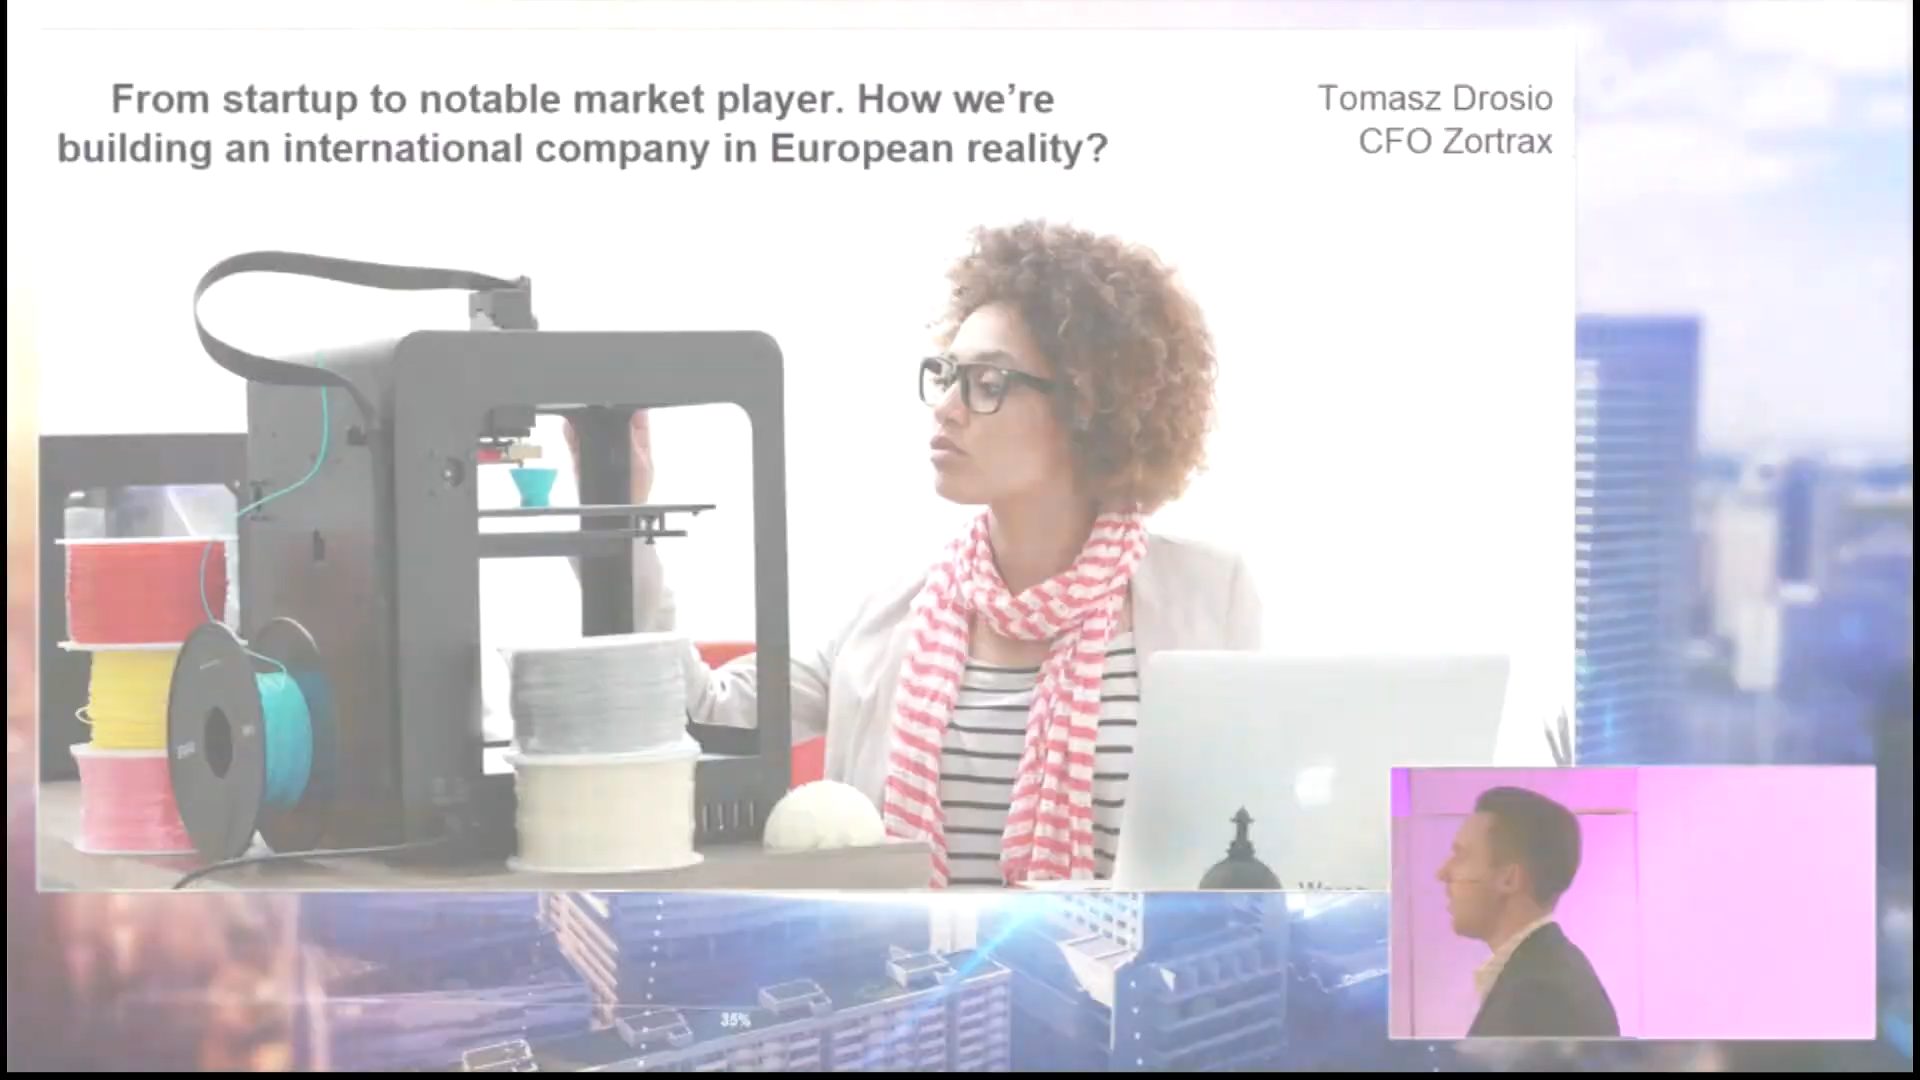 From startup to notable market player. How we’re
building an international company in European reality?
Tomasz Drosio
CFO Zortrax
35%